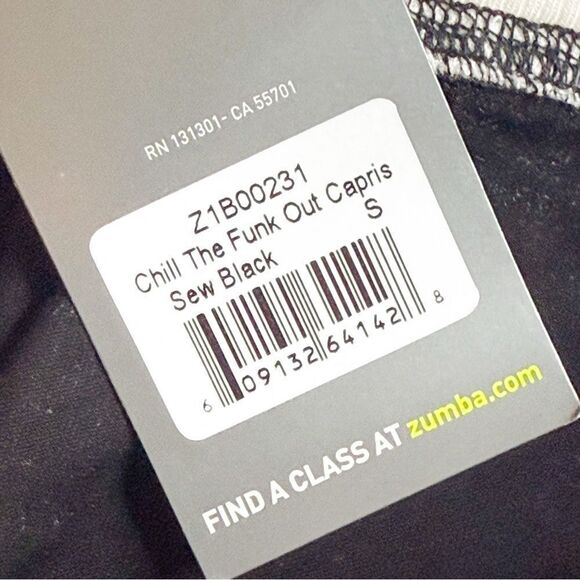 RN 131301- CA 55701
Z1B00231
Chill The Funk Out Capris
Sew Black S
6 09132 64142 8
FIND A CLASS AT zumba.com